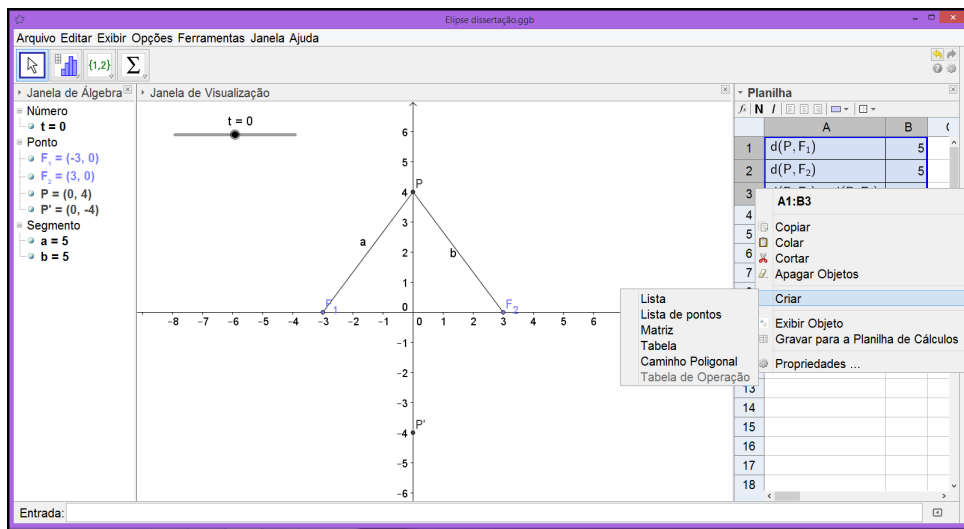 Elipse dissertação.ggb
Arquivo Editar Exibir Opções Ferramentas Janela Ajuda
{1,2} Σ
Janela de Álgebra
Número
t = 0
Ponto
F₁ = (-3, 0)
F₂ = (3, 0)
P = (0, 4)
P' = (0, -4)
Segmento
a = 5
b = 5
Janela de Visualização
t = 0
6
5
4
3
2
1
0
-1
-2
-3
-4
-5
-6
-8 -7 -6 -5 -4 -3 -2 -1 0 1 2 3 4 5 6
P
a
b
F₁
F₂
P'
Planilha
fx N I
A B
1 d(P, F₁) 5
2 d(P, F₂) 5
3
4
5
6
7
13
14
15
16
17
18
A1:B3
Copiar
Colar
Cortar
Apagar Objetos
Criar
Exibir Objeto
Gravar para a Planilha de Cálculos
Propriedades ...
Lista
Lista de pontos
Matriz
Tabela
Caminho Poligonal
Tabela de Operação
Entrada: